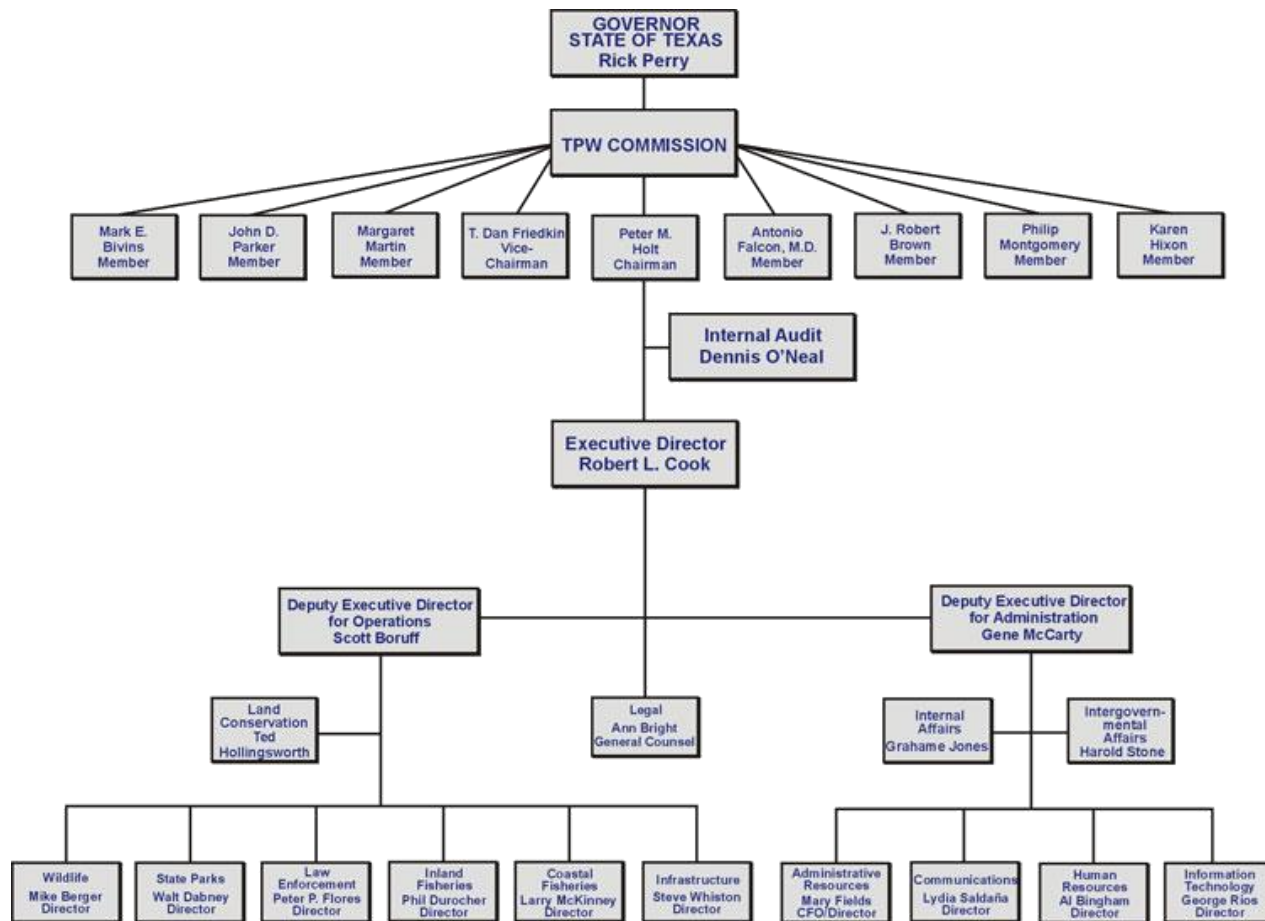 GOVERNOR
STATE OF TEXAS
Rick Perry
TPW COMMISSION
Mark E.
Bivins
Member
John D.
Parker
Member
Margaret
Martin
Member
T. Dan Friedkin
Vice-
Chairman
Peter M.
Holt
Chairman
Antonio
Falcon, M.D.
Member
J. Robert
Brown
Member
Philip
Montgomery
Member
Karen
Hixon
Member
Internal Audit
Dennis O'Neal
Executive Director
Robert L. Cook
Deputy Executive Director
for Operations
Scott Boruff
Deputy Executive Director
for Administration
Gene McCarty
Land
Conservation
Ted
Hollingsworth
Legal
Ann Bright
General Counsel
Internal
Affairs
Grahame Jones
Intergovern-
mental
Affairs
Harold Stone
Wildlife
Mike Berger
Director
State Parks
Walt Dabney
Director
Law
Enforcement
Peter P. Flores
Director
Inland
Fisheries
Phil Durocher
Director
Coastal
Fisheries
Larry McKinney
Director
Infrastructure
Steve Whiston
Director
Administrative
Resources
Mary Fields
CFO/Director
Communications
Lydia Saldaña
Director
Human
Resources
Al Bingham
Director
Information
Technology
George Rios
Director